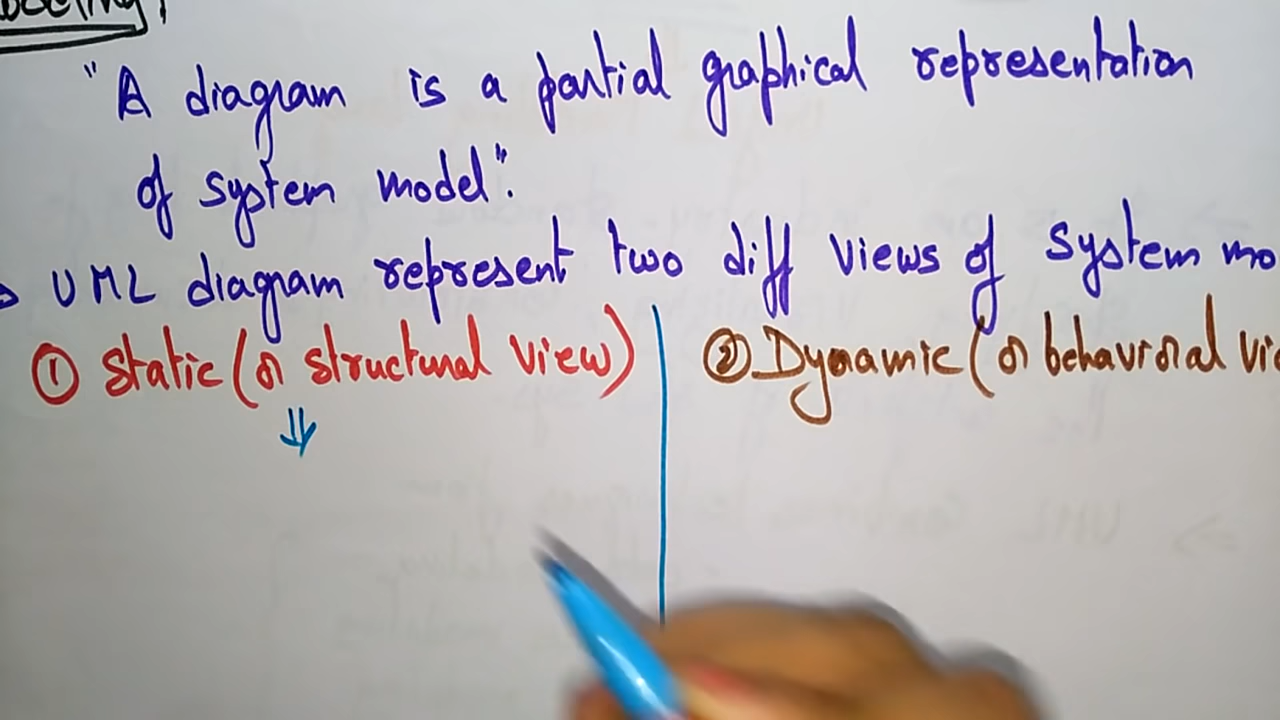 "A diagram is a partial graphical representation
of system model".
UML diagram represent two diff views of system mo
① static (or structural view)
② Dynamic (or behavioral vie